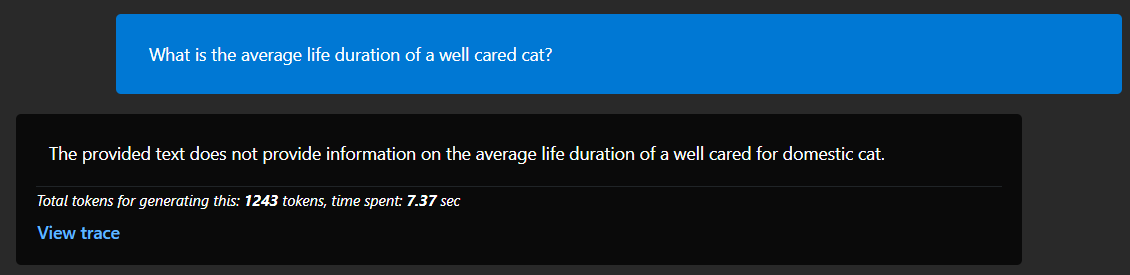 What is the average life duration of a well cared cat?
The provided text does not provide information on the average life duration of a well cared for domestic cat.
Total tokens for generating this: 1243 tokens, time spent: 7.37 sec
View trace